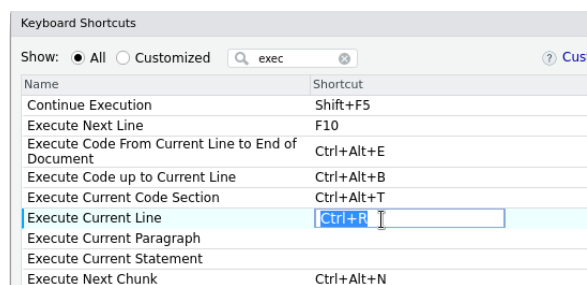 Keyboard Shortcuts
Show: All Customized exec ? Cus
Name Shortcut
Continue Execution Shift+F5
Execute Next Line F10
Execute Code From Current Line to End of
Document Ctrl+Alt+E
Execute Code up to Current Line Ctrl+Alt+B
Execute Current Code Section Ctrl+Alt+T
Execute Current Line Ctrl+R
Execute Current Paragraph
Execute Current Statement
Execute Next Chunk Ctrl+Alt+N